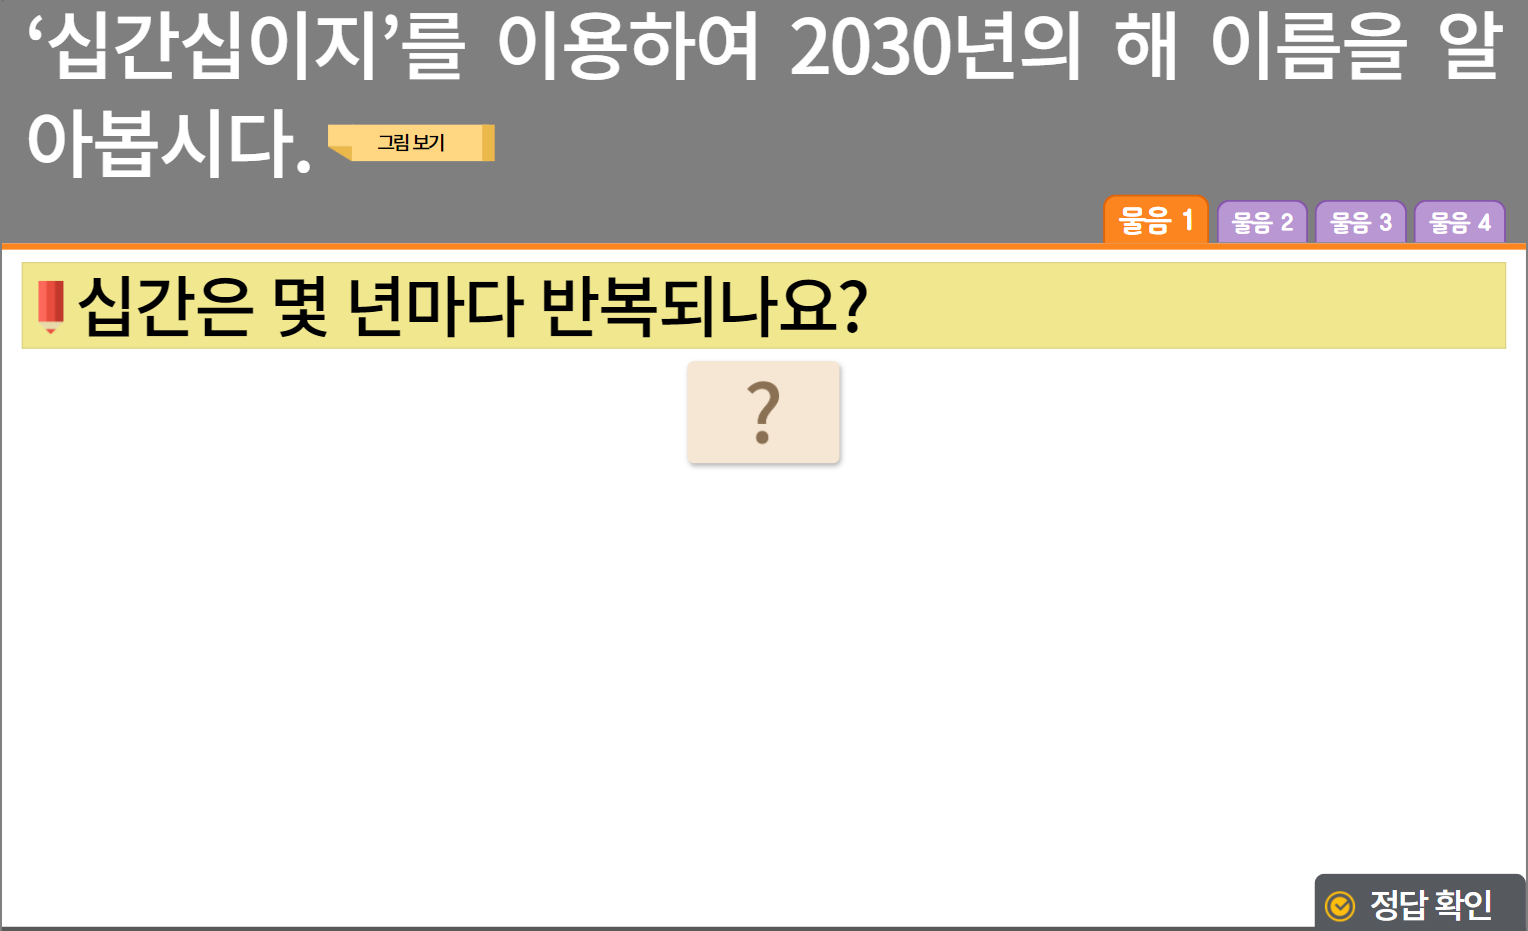 ‘십간십이지’를 이용하여 2030년의 해 이름을 알
아봅시다. 그림 보기
물음 1 물음 2 물음 3 물음 4
십간은 몇 년마다 반복되나요?
?
정답 확인